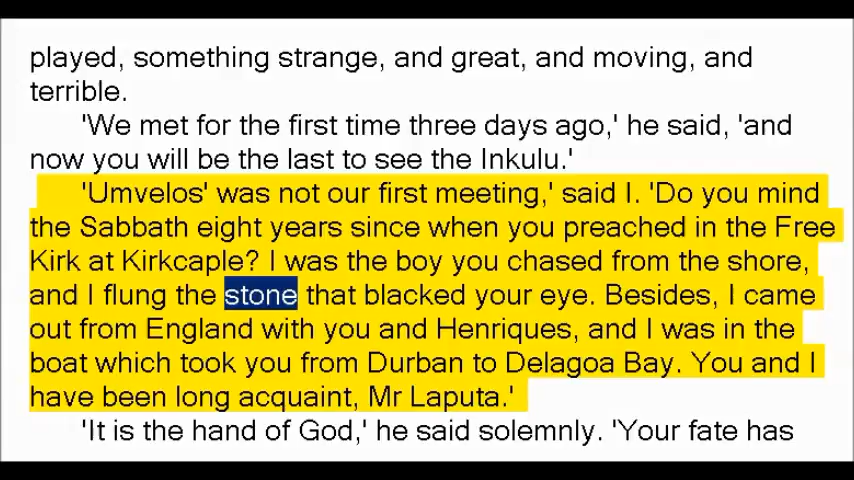 played, something strange, and great, and moving, and
terrible.
'We met for the first time three days ago,' he said, 'and
now you will be the last to see the Inkulu.'
'Umvelos' was not our first meeting,' said I. 'Do you mind
the Sabbath eight years since when you preached in the Free
Kirk at Kirkcaple? I was the boy you chased from the shore,
and I flung the stone that blacked your eye. Besides, I came
out from England with you and Henriques, and I was in the
boat which took you from Durban to Delagoa Bay. You and I
have been long acquaint, Mr Laputa.'
'It is the hand of God,' he said solemnly. 'Your fate has